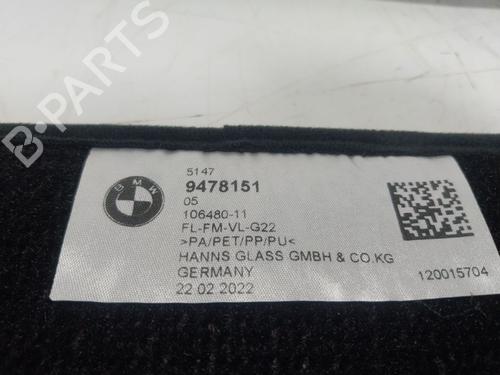 B-PARTS
BMW
5147
9478151
05
106480-11
FL-FM-VL-G22
>PA/PET/PP/PU<
HANNS GLASS GMBH & CO.KG
GERMANY
22.02.2022
120015704